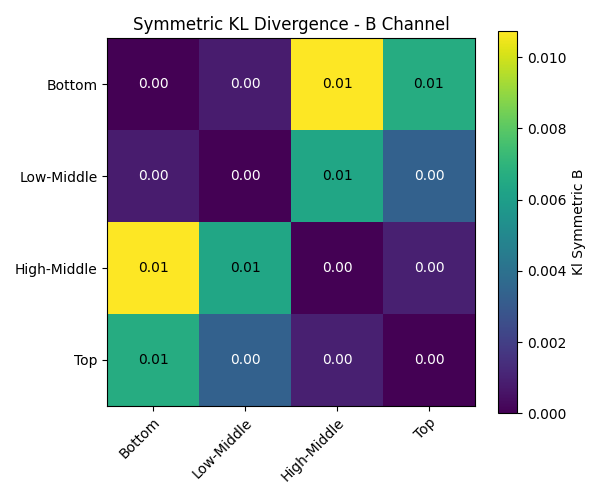 Symmetric KL Divergence - B Channel
Bottom
0.00 0.00 0.01 0.01
Low-Middle
0.00 0.00 0.01 0.00
High-Middle
0.01 0.01 0.00 0.00
Top
0.01 0.00 0.00 0.00
Bottom
Low-Middle
High-Middle
Top
0.010
0.008
0.006
0.004
0.002
0.000
Kl Symmetric B